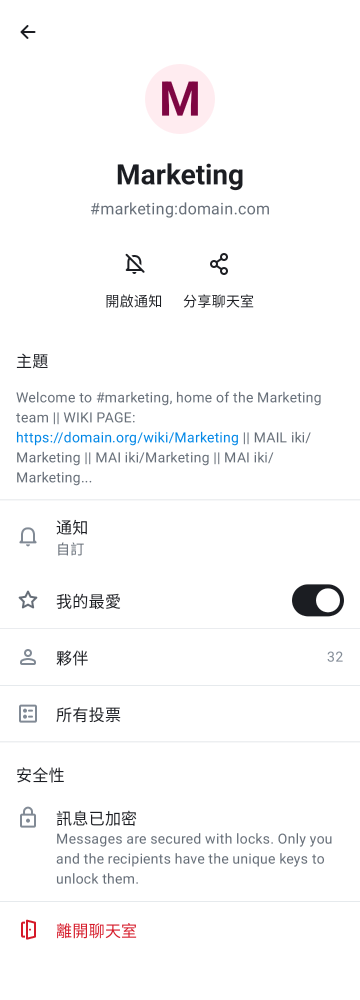 M
Marketing
#marketing:domain.com
開啟通知
分享聊天室
主題
Welcome to #marketing, home of the Marketing
team || WIKI PAGE:
https://domain.org/wiki/Marketing || MAIL iki/
Marketing || MAI iki/Marketing || MAI iki/
Marketing...
通知
自訂
我的最愛
夥伴 32
所有投票
安全性
訊息已加密
Messages are secured with locks. Only you
and the recipients have the unique keys to
unlock them.
離開聊天室